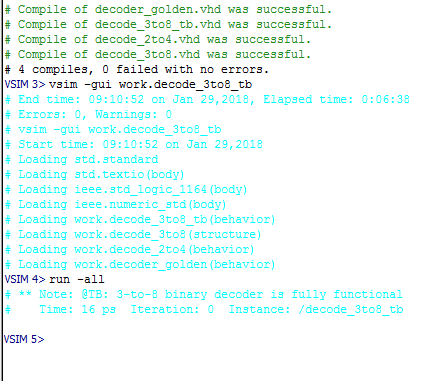 # Compile of decoder_golden.vhd was successful.
# Compile of decode_3to8_tb.vhd was successful.
# Compile of decode_2to4.vhd was successful.
# Compile of decode_3to8.vhd was successful.
# 4 compiles, 0 failed with no errors.
VSIM 3> vsim -gui work.decode_3to8_tb
# End time: 09:10:52 on Jan 29,2018, Elapsed time: 0:06:38
# Errors: 0, Warnings: 0
# vsim -gui work.decode_3to8_tb
# Start time: 09:10:52 on Jan 29,2018
# Loading std.standard
# Loading std.textio(body)
# Loading ieee.std_logic_1164(body)
# Loading ieee.numeric_std(body)
# Loading work.decode_3to8_tb(behavior)
# Loading work.decode_3to8(structure)
# Loading work.decode_2to4(behavior)
# Loading work.decoder_golden(behavior)
VSIM 4> run -all
# ** Note: @TB: 3-to-8 binary decoder is fully functional
#    Time: 16 ps  Iteration: 0  Instance: /decode_3to8_tb
VSIM 5>